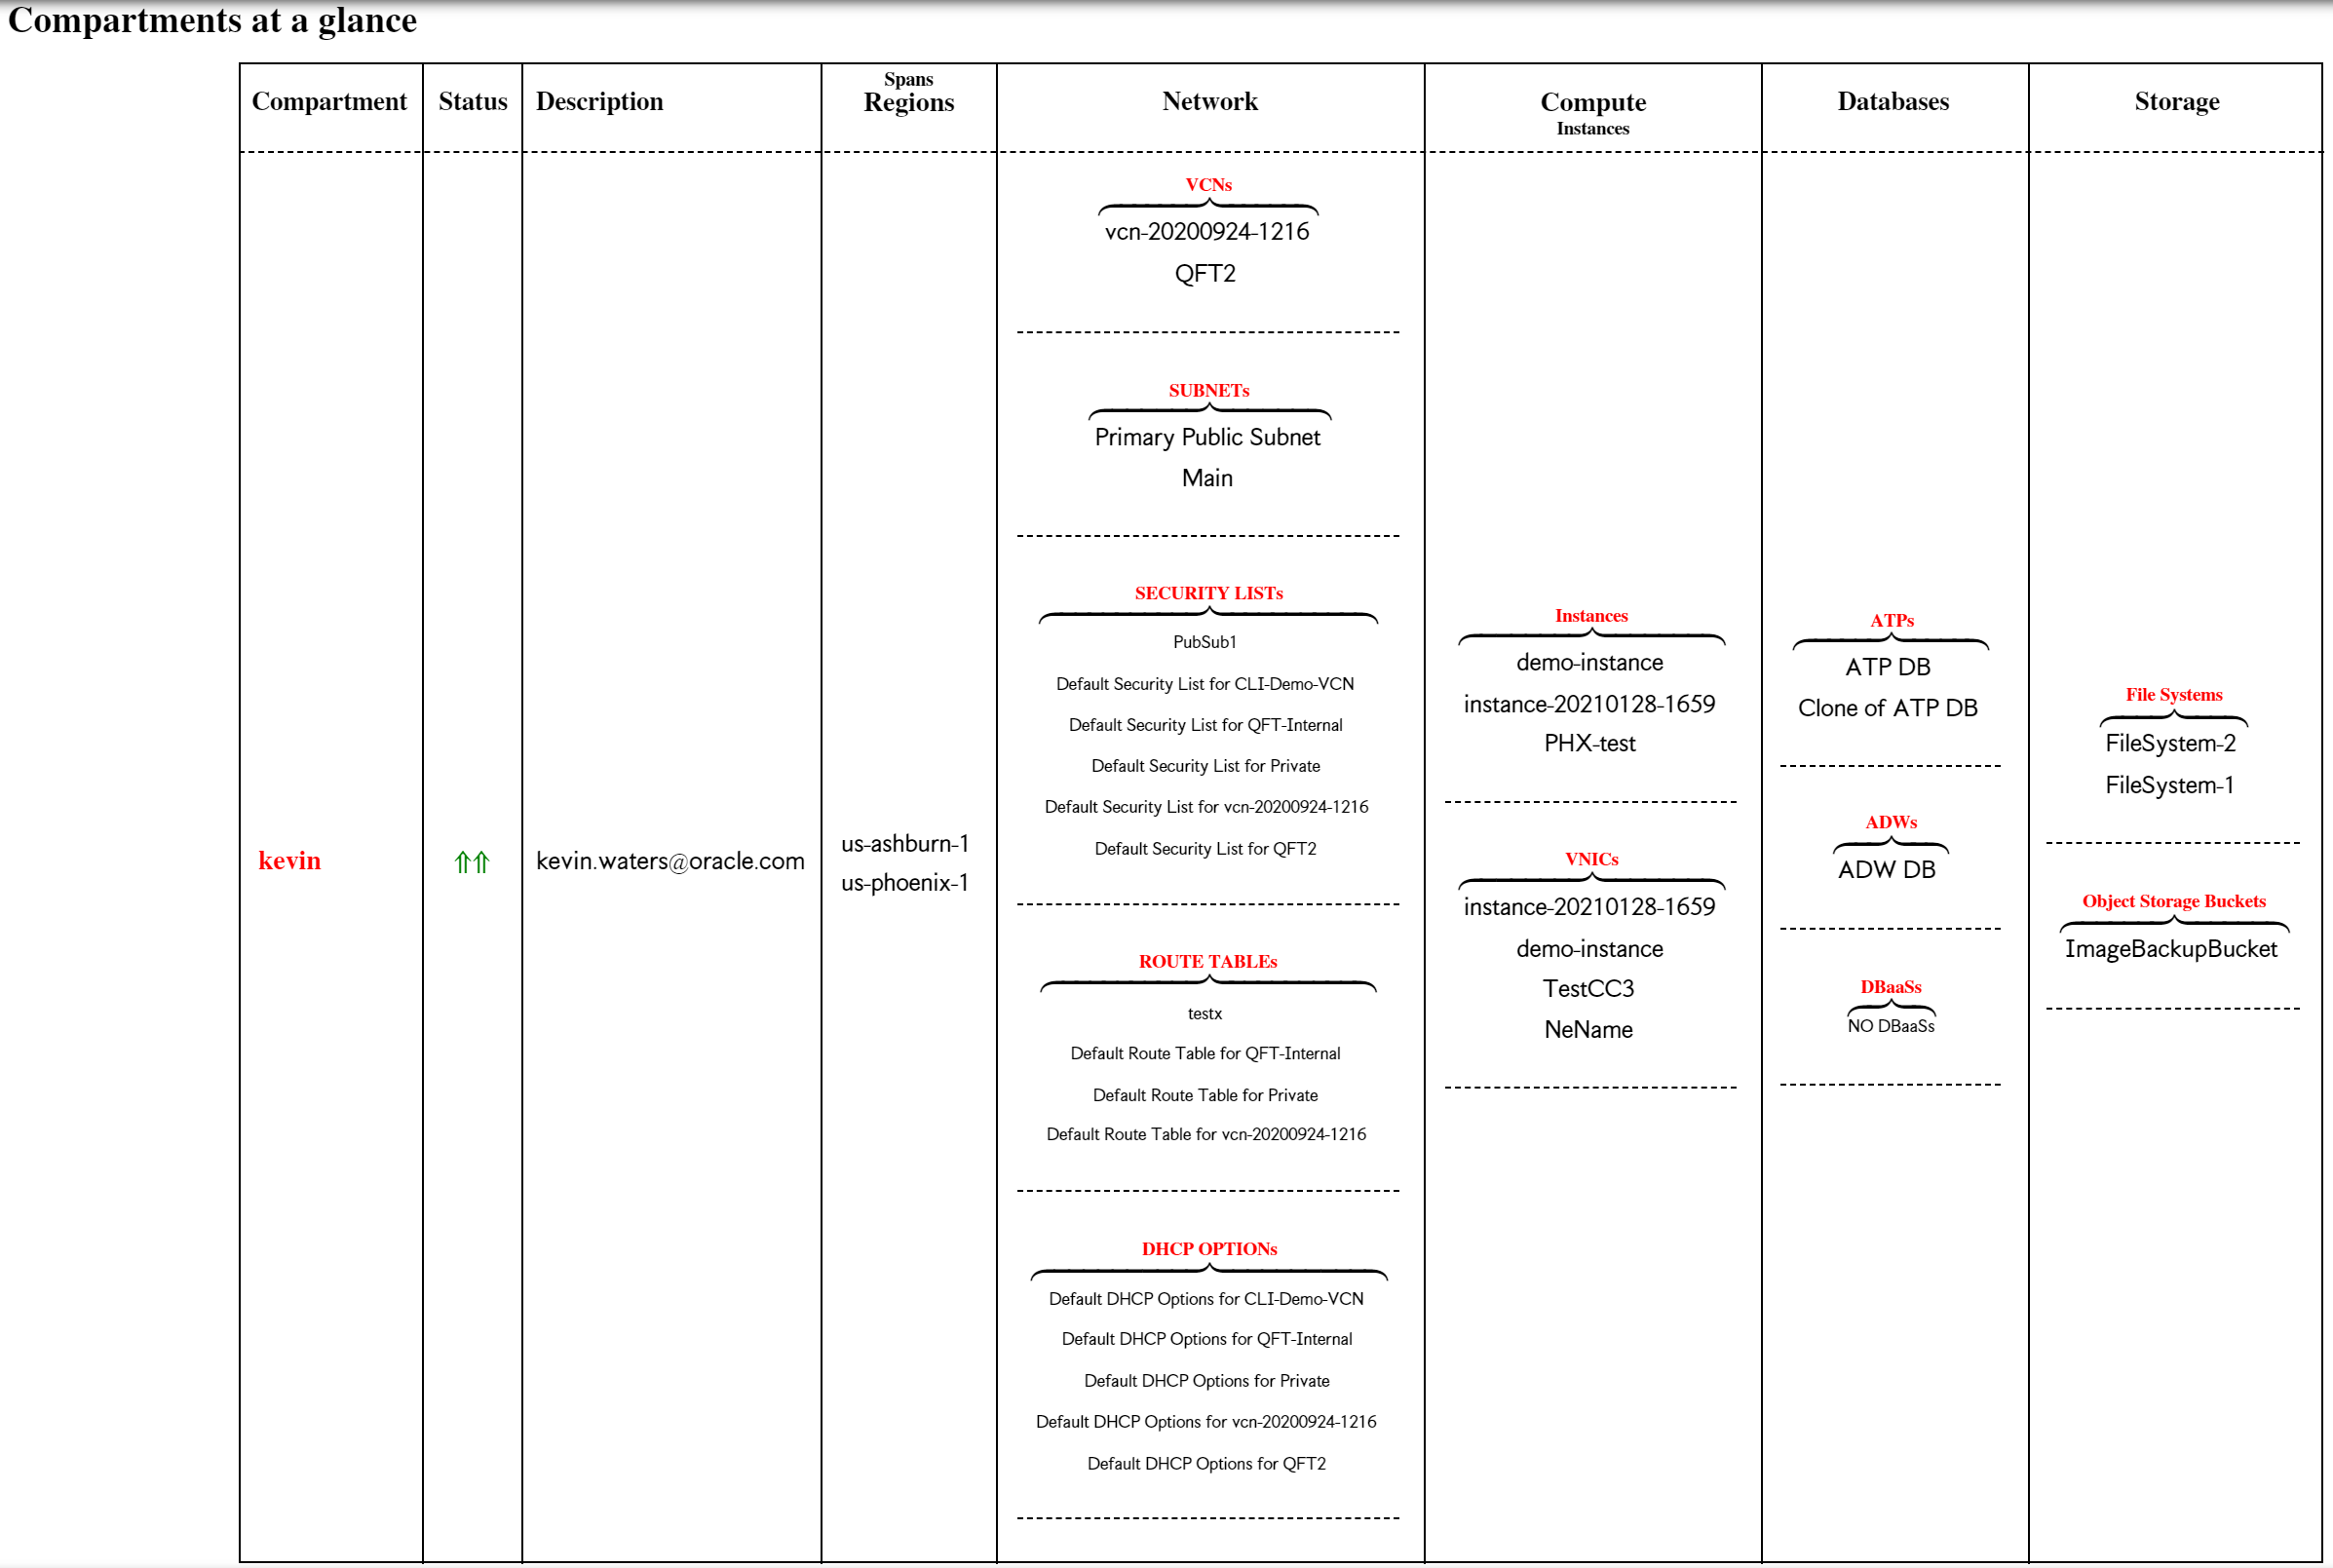 Compartments at a glance
Compartment
Status
Description
Spans
Regions
Network
Compute
Instances
Databases
Storage
kevin
⇑⇑
kevin.waters@oracle.com
us-ashburn-1
us-phoenix-1
VCNs
vcn-20200924-1216
QFT2
SUBNETs
Primary Public Subnet
Main
SECURITY LISTs
PubSub1
Default Security List for CLI-Demo-VCN
Default Security List for QFT-Internal
Default Security List for Private
Default Security List for vcn-20200924-1216
Default Security List for QFT2
ROUTE TABLEs
testx
Default Route Table for QFT-Internal
Default Route Table for Private
Default Route Table for vcn-20200924-1216
DHCP OPTIONs
Default DHCP Options for CLI-Demo-VCN
Default DHCP Options for QFT-Internal
Default DHCP Options for Private
Default DHCP Options for vcn-20200924-1216
Default DHCP Options for QFT2
Instances
demo-instance
instance-20210128-1659
PHX-test
VNICs
instance-20210128-1659
demo-instance
TestCC3
NeName
ATPs
ATP DB
Clone of ATP DB
ADWs
ADW DB
DBaaSs
NO DBaaSs
File Systems
FileSystem-2
FileSystem-1
Object Storage Buckets
ImageBackupBucket